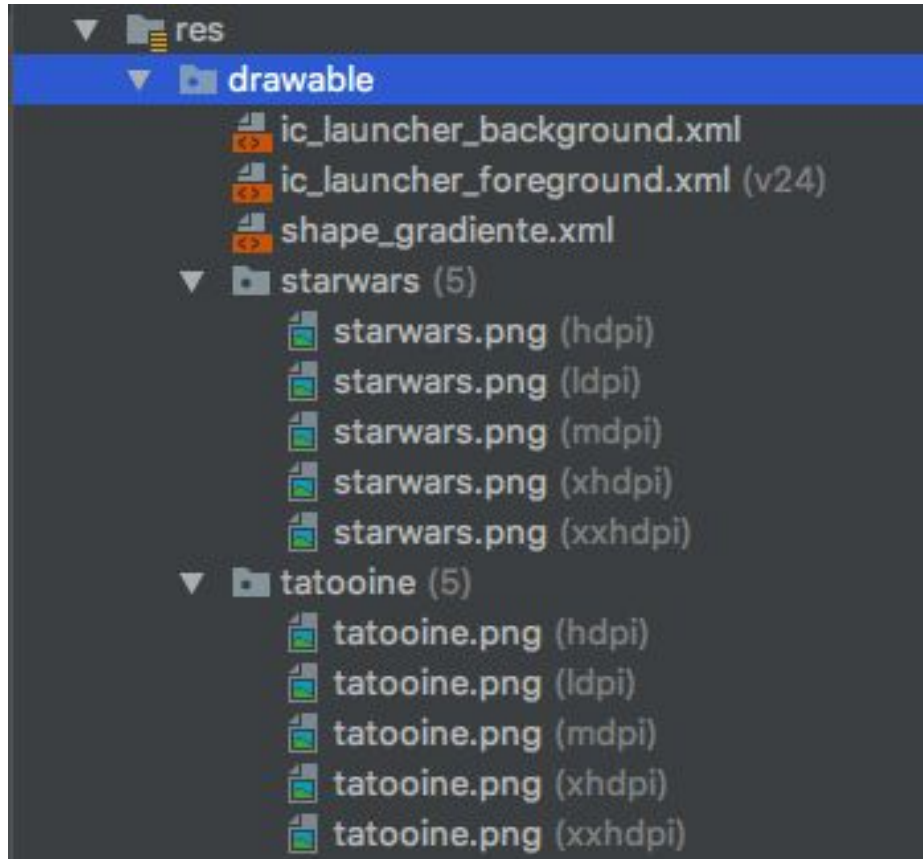 res
drawable
ic_launcher_background.xml
ic_launcher_foreground.xml (v24)
shape_gradiente.xml
starwars (5)
starwars.png (hdpi)
starwars.png (ldpi)
starwars.png (mdpi)
starwars.png (xhdpi)
starwars.png (xxhdpi)
tatooine (5)
tatooine.png (hdpi)
tatooine.png (ldpi)
tatooine.png (mdpi)
tatooine.png (xhdpi)
tatooine.png (xxhdpi)